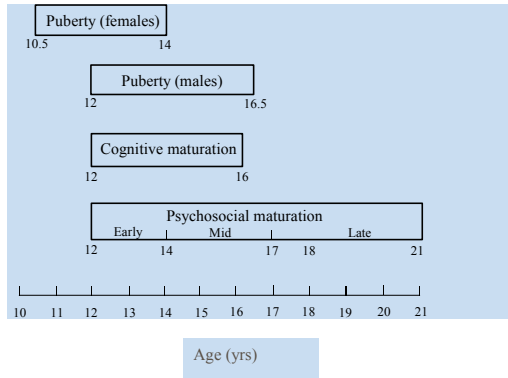 Puberty (females)
10.5 14
Puberty (males)
12 16.5
Cognitive maturation
12 16
Psychosocial maturation
Early Mid Late
12 14 17 18 21
10 11 12 13 14 15 16 17 18 19 20 21
Age (yrs)